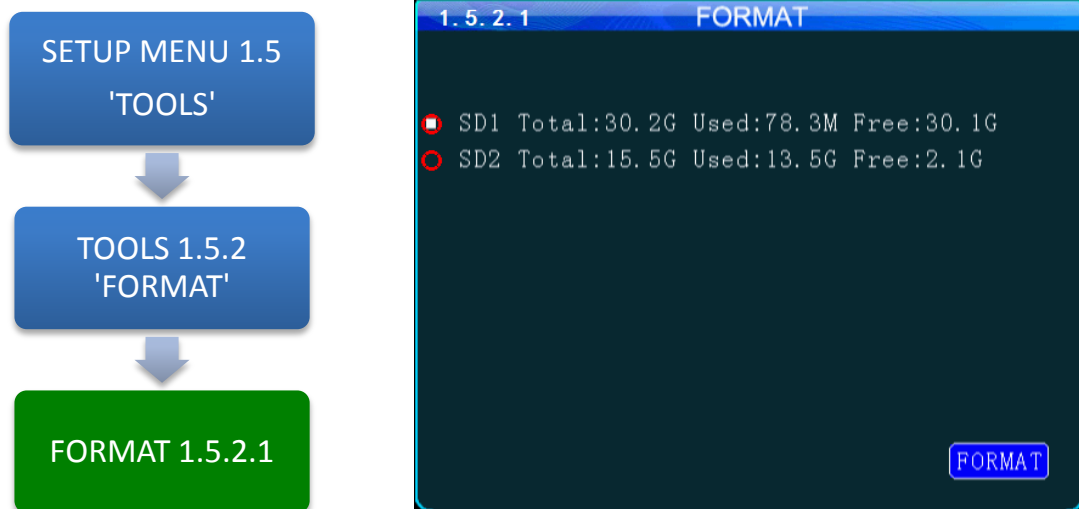 SETUP MENU 1.5
'TOOLS'
TOOLS 1.5.2
'FORMAT'
FORMAT 1.5.2.1
1.5.2.1 FORMAT
SD1 Total:30.2G Used:78.3M Free:30.1G
SD2 Total:15.5G Used:13.5G Free:2.1G
FORMAT